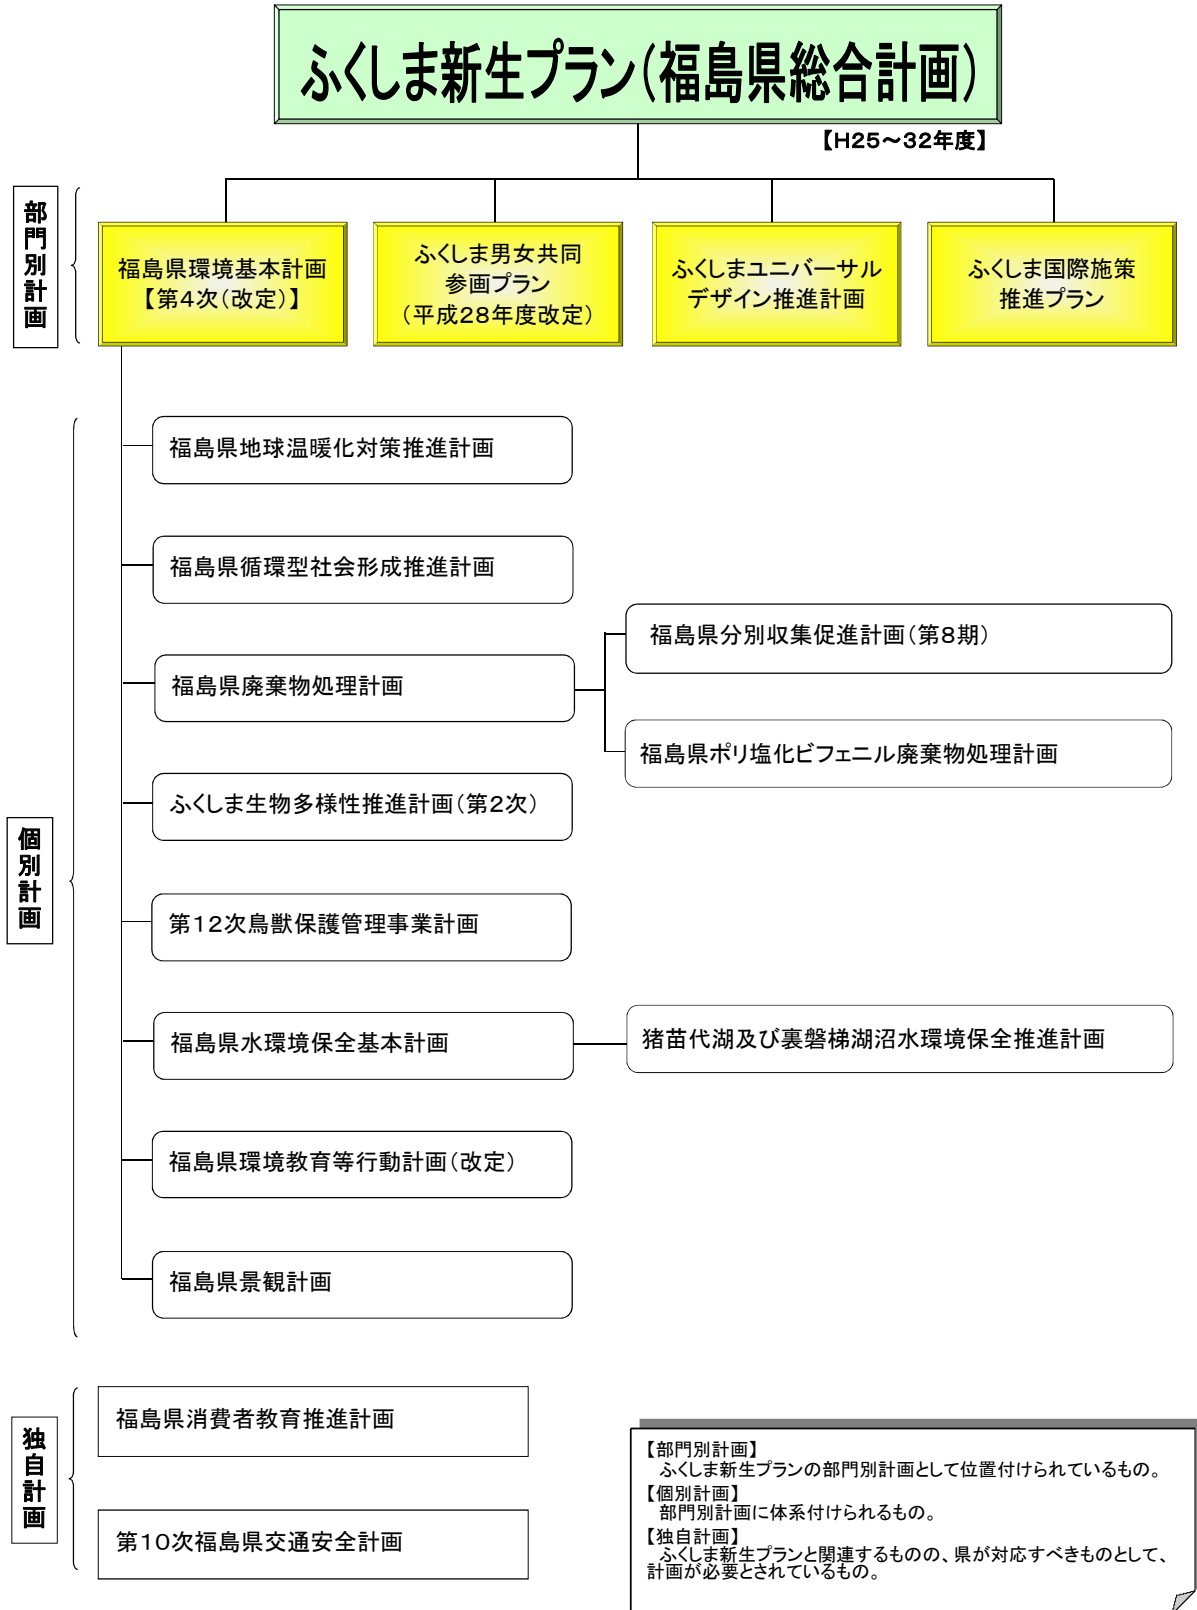 ふくしま新生プラン(福島県総合計画)
【H25～32年度】
部門別計画
福島県環境基本計画
【第4次(改定)】
ふくしま男女共同
参画プラン
(平成28年度改定)
ふくしまユニバーサル
デザイン推進計画
ふくしま国際施策
推進プラン
個別計画
福島県地球温暖化対策推進計画
福島県循環型社会形成推進計画
福島県廃棄物処理計画
福島県分別収集促進計画(第8期)
福島県ポリ塩化ビフェニル廃棄物処理計画
ふくしま生物多様性推進計画(第2次)
第12次鳥獣保護管理事業計画
福島県水環境保全基本計画
猪苗代湖及び裏磐梯湖沼水環境保全推進計画
福島県環境教育等行動計画(改定)
福島県景観計画
独自計画
福島県消費者教育推進計画
第10次福島県交通安全計画
【部門別計画】
ふくしま新生プランの部門別計画として位置付けられているもの。
【個別計画】
部門別計画に体系付けられるもの。
【独自計画】
ふくしま新生プランと関連するものの、県が対応すべきものとして、
計画が必要とされているもの。